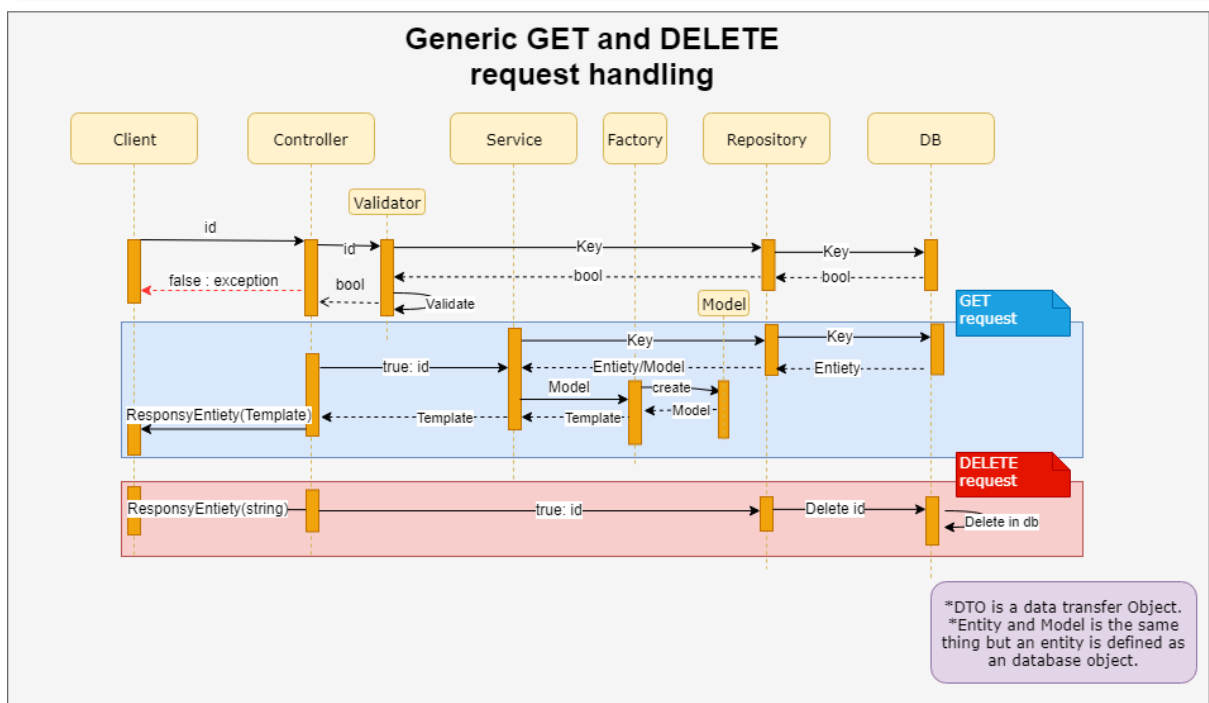 Generic GET and DELETE
request handling
Client
Controller
Service
Factory
Repository
DB
Validator
id
id
Key
Key
bool
bool
false : exception
bool
Validate
Model
GET
request
Key
Key
true: id
Entiety/Model
Entiety
Model
create
ResponsyEntiety(Template)
Template
Template
Model
DELETE
request
ResponsyEntiety(string)
true: id
Delete id
Delete in db
*DTO is a data transfer Object.
*Entity and Model is the same
thing but an entity is defined as
an database object.